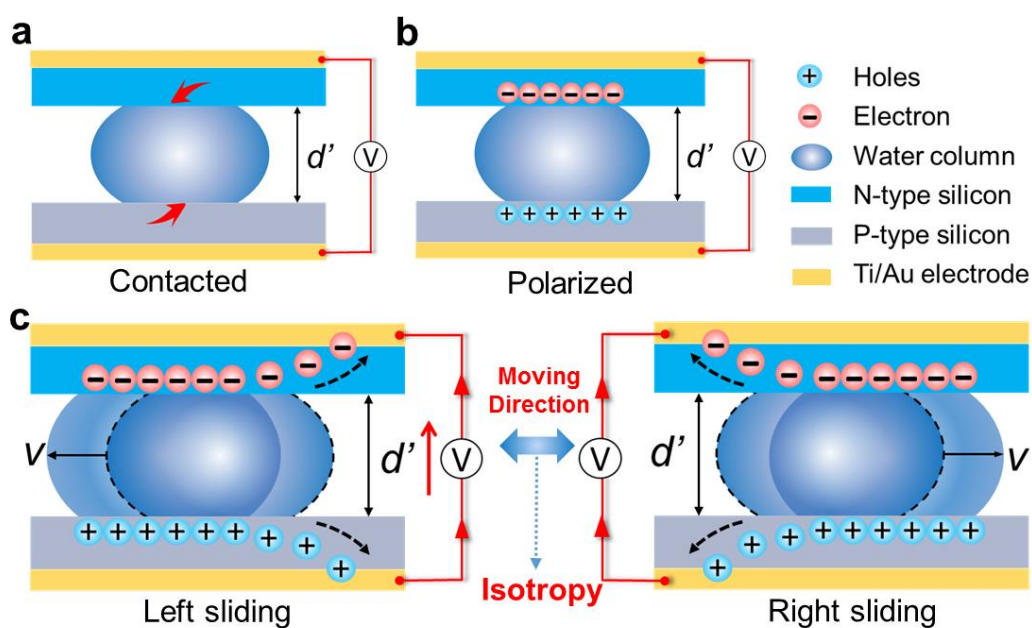 a
b
d'
V
Contacted
d'
V
Polarized
Holes
Electron
Water column
N-type silicon
P-type silicon
Ti/Au electrode
c
V
d'
V
Left sliding
Moving
Direction
Isotropy
V
d'
V
Right sliding